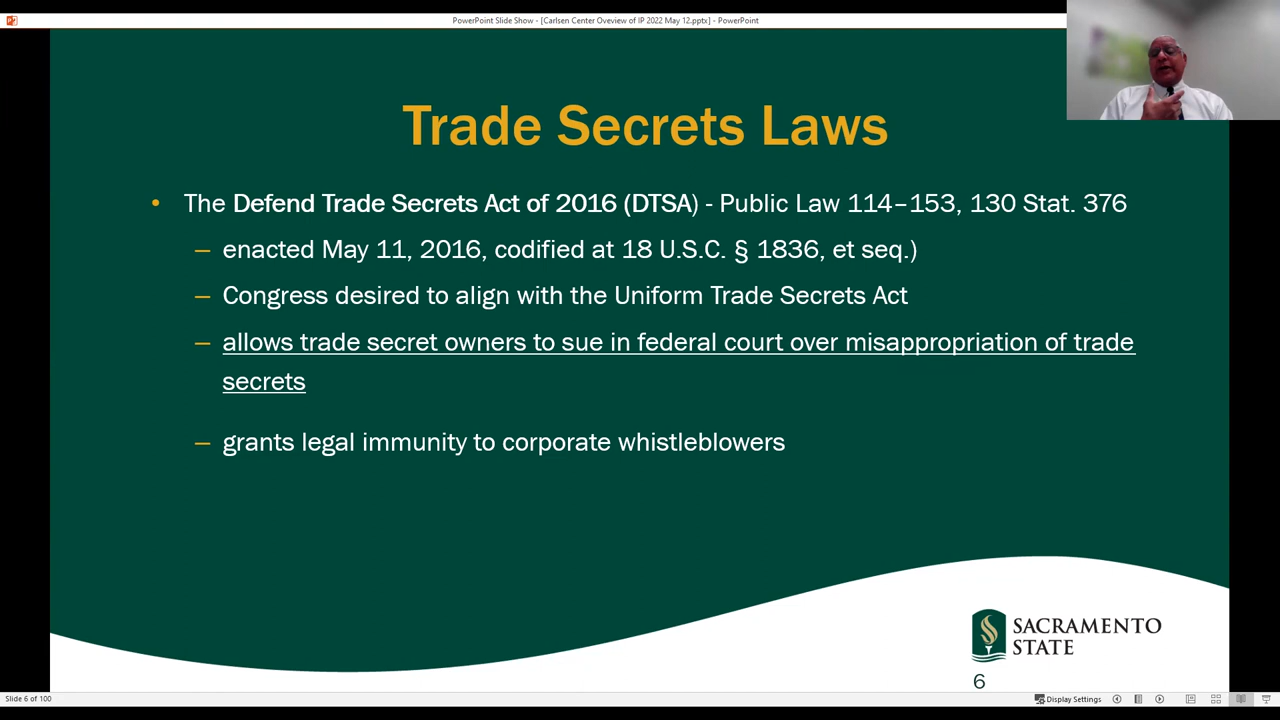 PowerPoint Slide Show - [Carlsen Center Oveview of IP 2022 May 12.pptx] - PowerPoint
Trade Secrets Laws
• The Defend Trade Secrets Act of 2016 (DTSA) - Public Law 114–153, 130 Stat. 376
– enacted May 11, 2016, codified at 18 U.S.C. § 1836, et seq.)
– Congress desired to align with the Uniform Trade Secrets Act
– allows trade secret owners to sue in federal court over misappropriation of trade
secrets
– grants legal immunity to corporate whistleblowers
SACRAMENTO
STATE
6
Slide 6 of 100
Display Settings